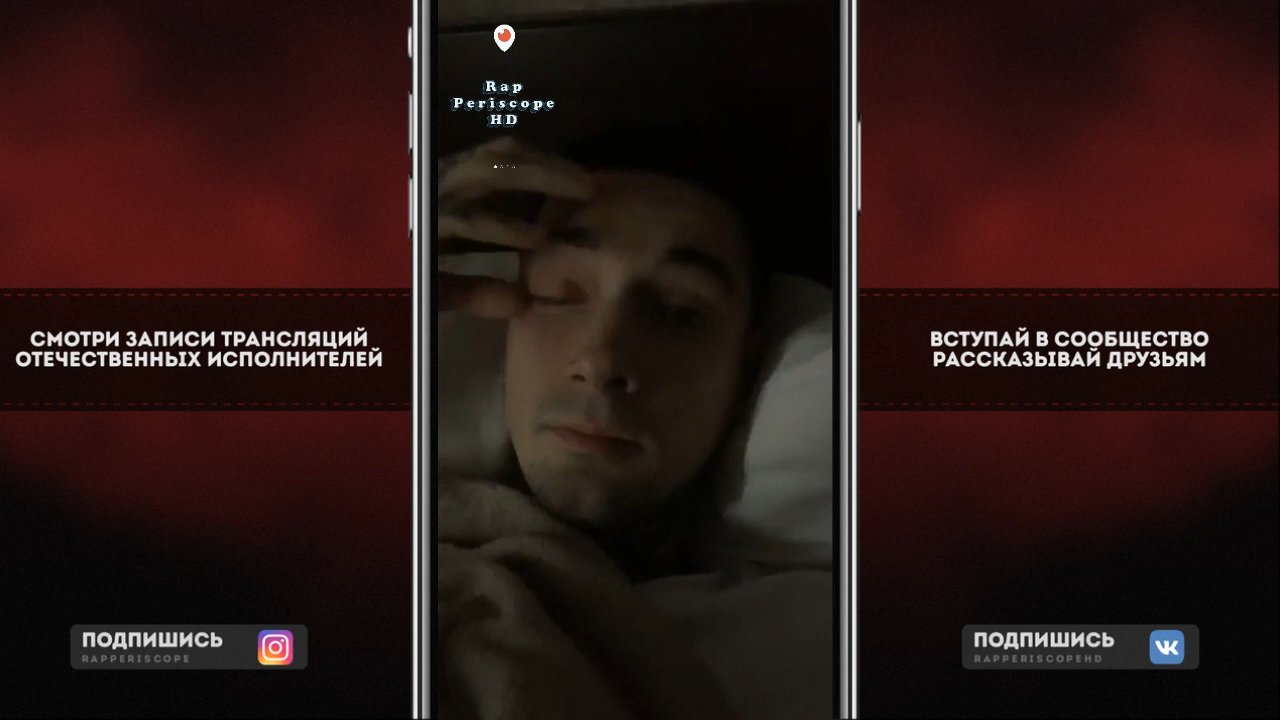 Rap
Periscope
HD
СМОТРИ ЗАПИСИ ТРАНСЛЯЦИЙ
ОТЕЧЕСТВЕННЫХ ИСПОЛНИТЕЛЕЙ
ВСТУПАЙ В СООБЩЕСТВО
РАССКАЗЫВАЙ ДРУЗЬЯМ
ПОДПИШИСЬ
RAPPERISCOPE
ПОДПИШИСЬ
RAPPERISCOPEHD